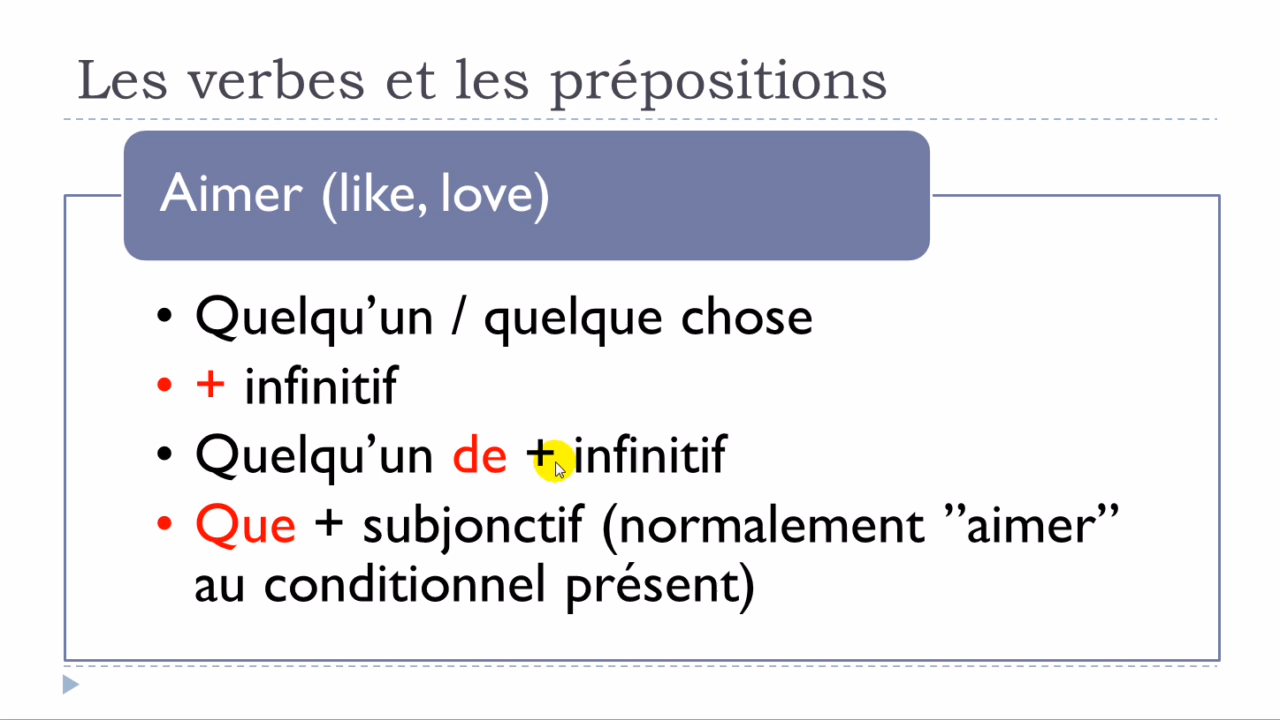 Les verbes et les prépositions
Aimer (like, love)
• Quelqu’un / quelque chose
• + infinitif
• Quelqu’un de + infinitif
• Que + subjonctif (normalement ”aimer”
au conditionnel présent)